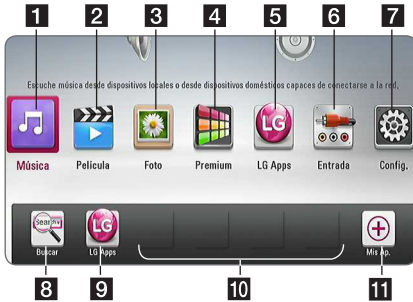 1 2 3 4 5 6 7
Escuche música desde dispositivos locales o desde dispositivos domésticos capaces de conectarse a la red.
LG
Música Película Foto Premium LG Apps Entrada Config.
Search
LG
Buscar LG Apps Mis Ap.
8 9 10 11